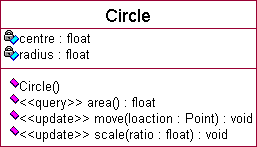 Circle
centre : float
radius : float
Circle()
<<query>> area() : float
<<update>> move(loaction : Point) : void
<<update>> scale(ratio : float) : void